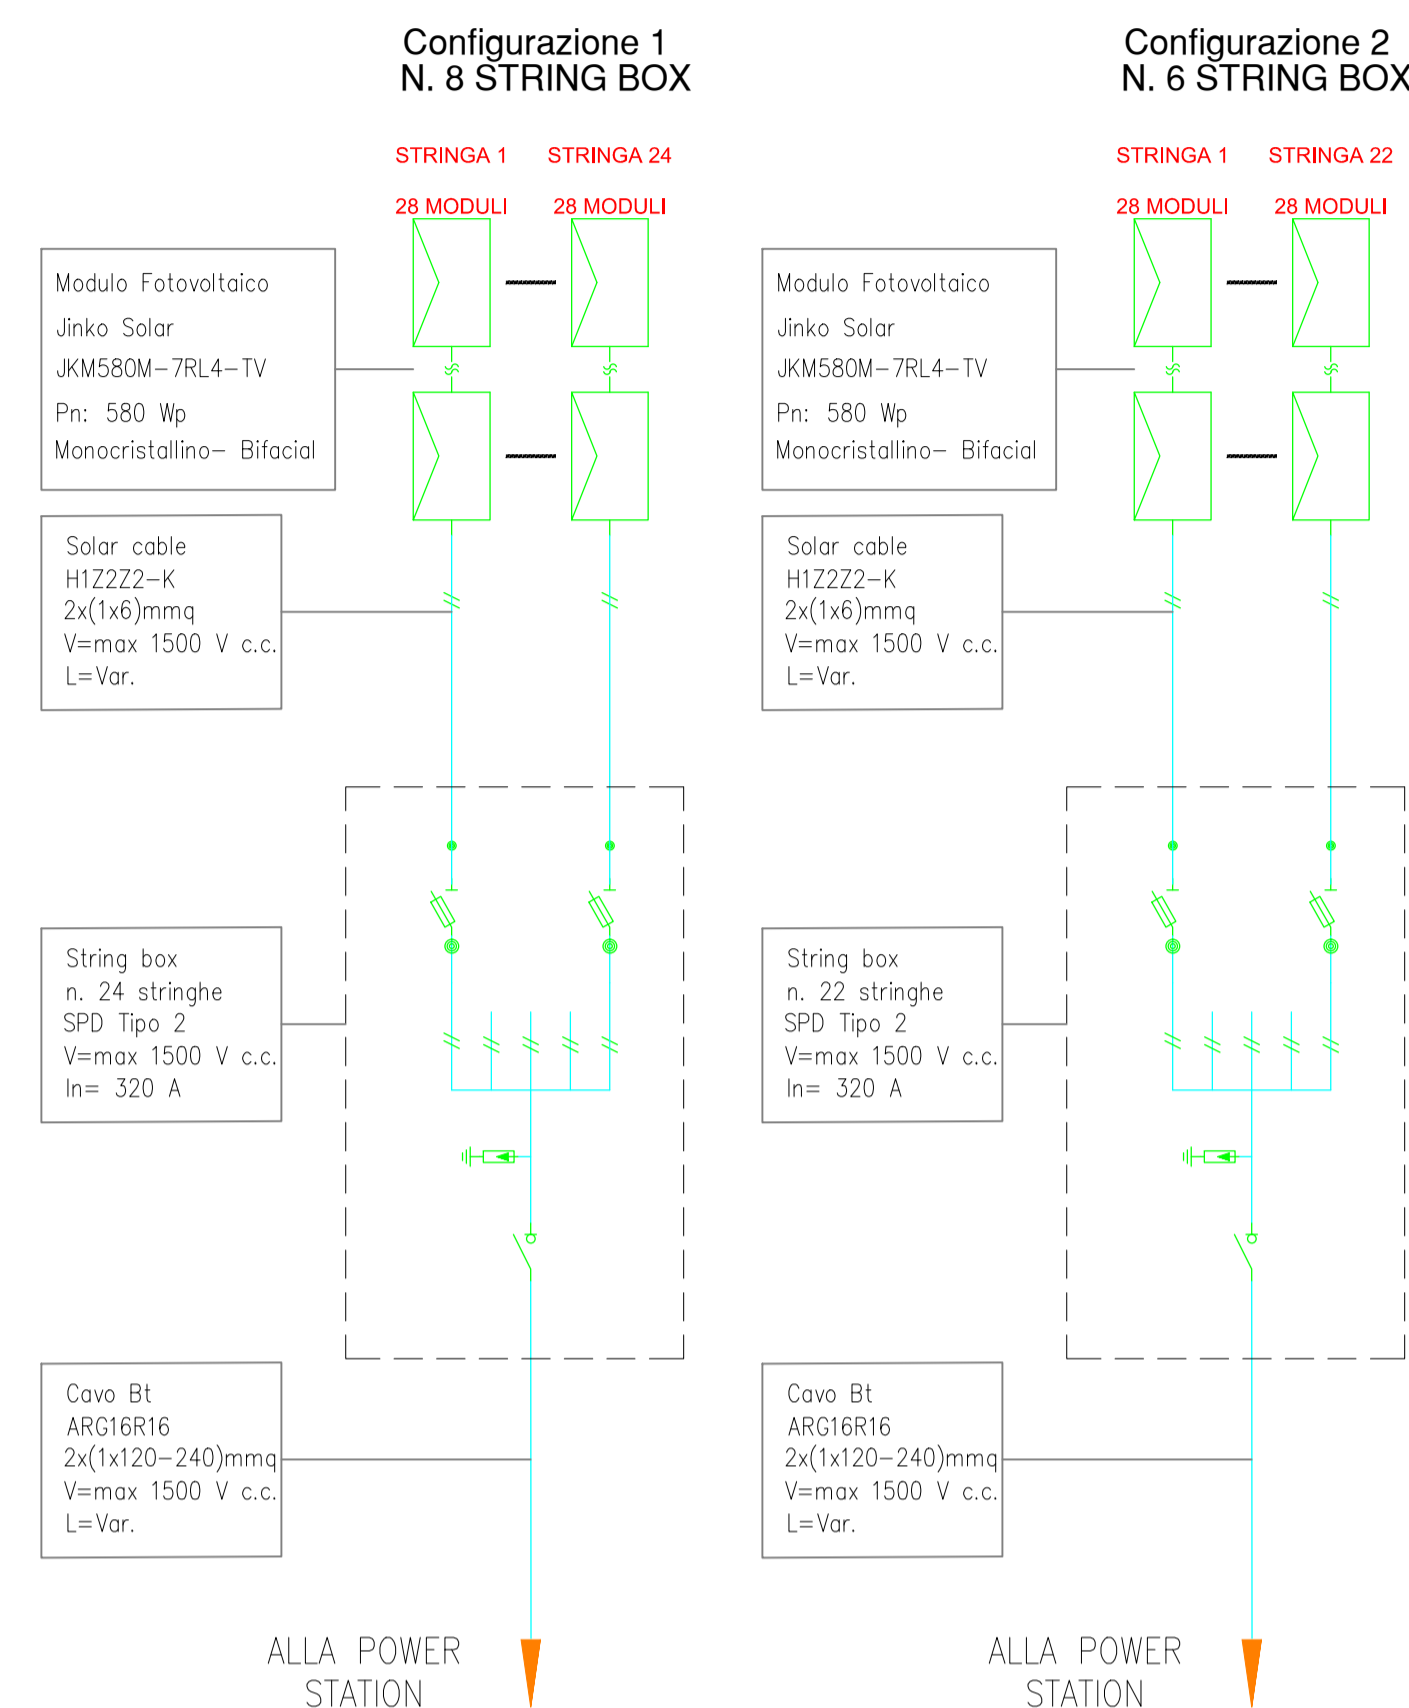 Configurazione 1
N. 8 STRING BOX
STRINGA 1
STRINGA 24
28 MODULI
28 MODULI
Modulo Fotovoltaico
Jinko Solar
JKM580M-7RL4-TV
Pn: 580 Wp
Monocristallino- Bifacial
Solar cable
H1Z2Z2-K
2x(1x6)mmq
V=max 1500 V c.c.
L=Var.
String box
n. 24 stringhe
SPD Tipo 2
V=max 1500 V c.c.
In= 320 A
Cavo Bt
ARG16R16
2x(1x120-240)mmq
V=max 1500 V c.c.
L=Var.
ALLA POWER
STATION
Configurazione 2
N. 6 STRING BOX
STRINGA 1
STRINGA 22
28 MODULI
28 MODULI
Modulo Fotovoltaico
Jinko Solar
JKM580M-7RL4-TV
Pn: 580 Wp
Monocristallino- Bifacial
Solar cable
H1Z2Z2-K
2x(1x6)mmq
V=max 1500 V c.c.
L=Var.
String box
n. 22 stringhe
SPD Tipo 2
V=max 1500 V c.c.
In= 320 A
Cavo Bt
ARG16R16
2x(1x120-240)mmq
V=max 1500 V c.c.
L=Var.
ALLA POWER
STATION